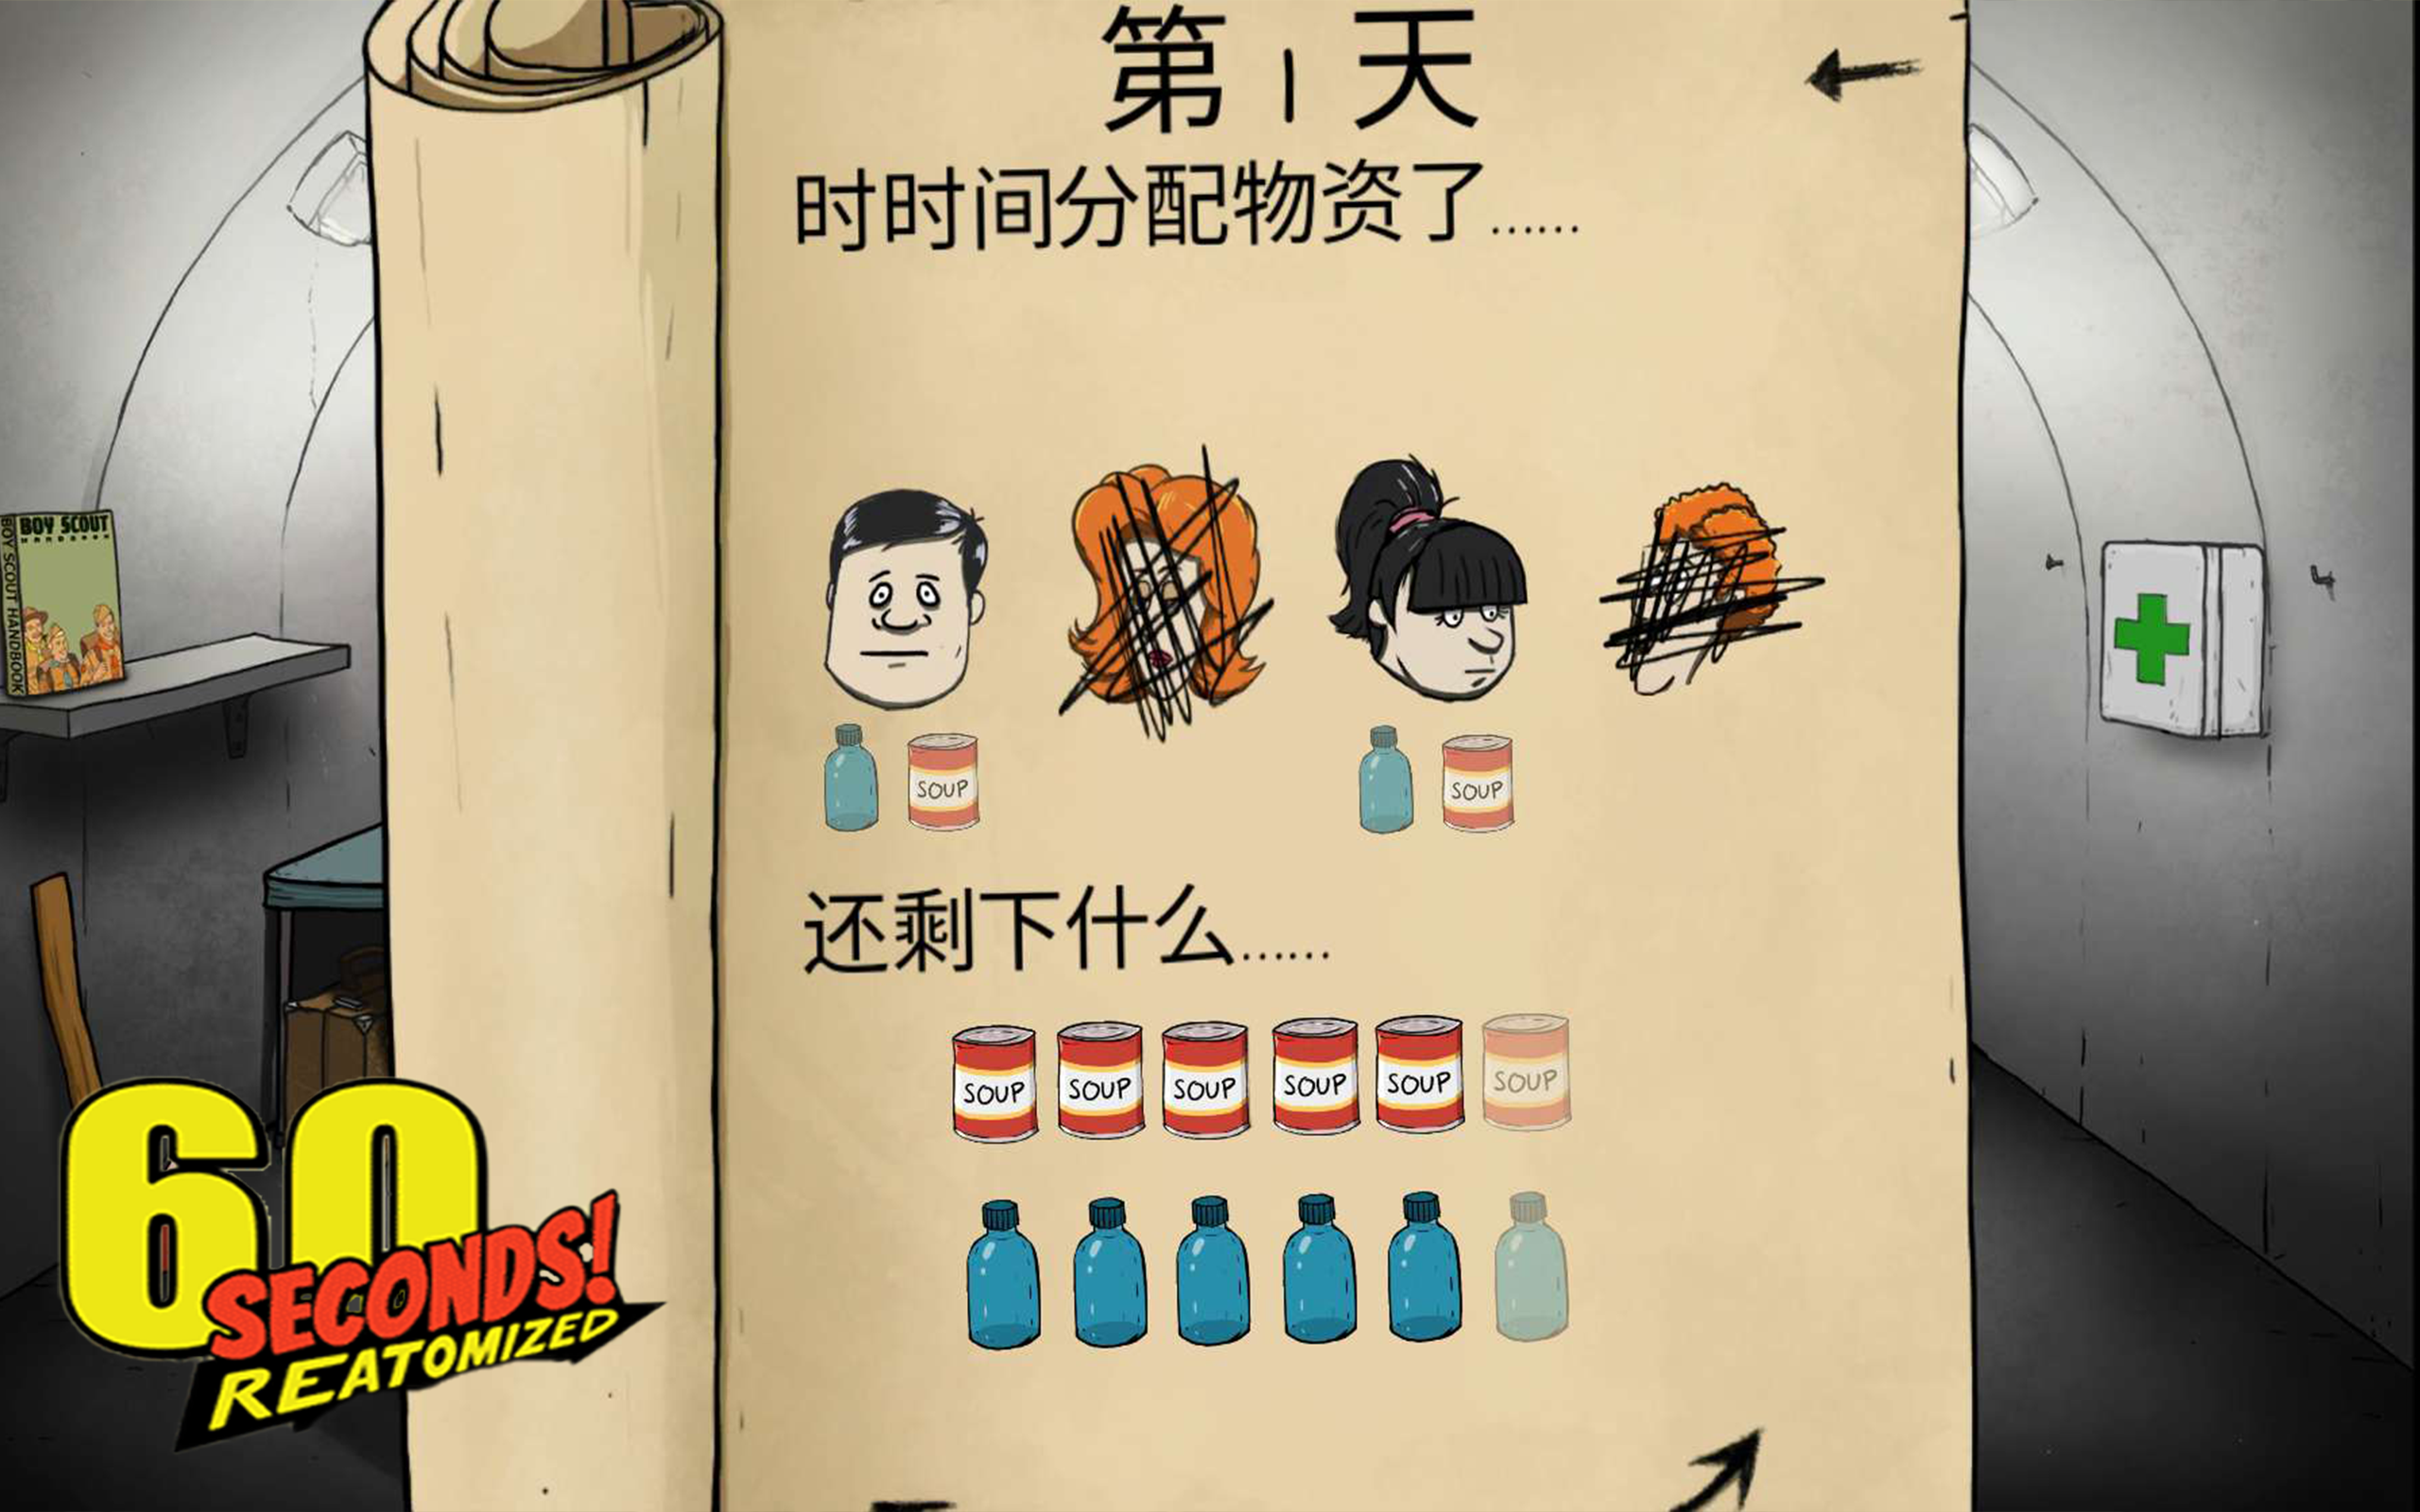 第1天
时时间分配物资了……
BOY SCOUT
HANDBOOK
BOY SCOUT HANDBOOK
SOUP SOUP
还剩下什么……
SOUP SOUP SOUP SOUP SOUP SOUP
60
SECONDS!
REATOMIZED